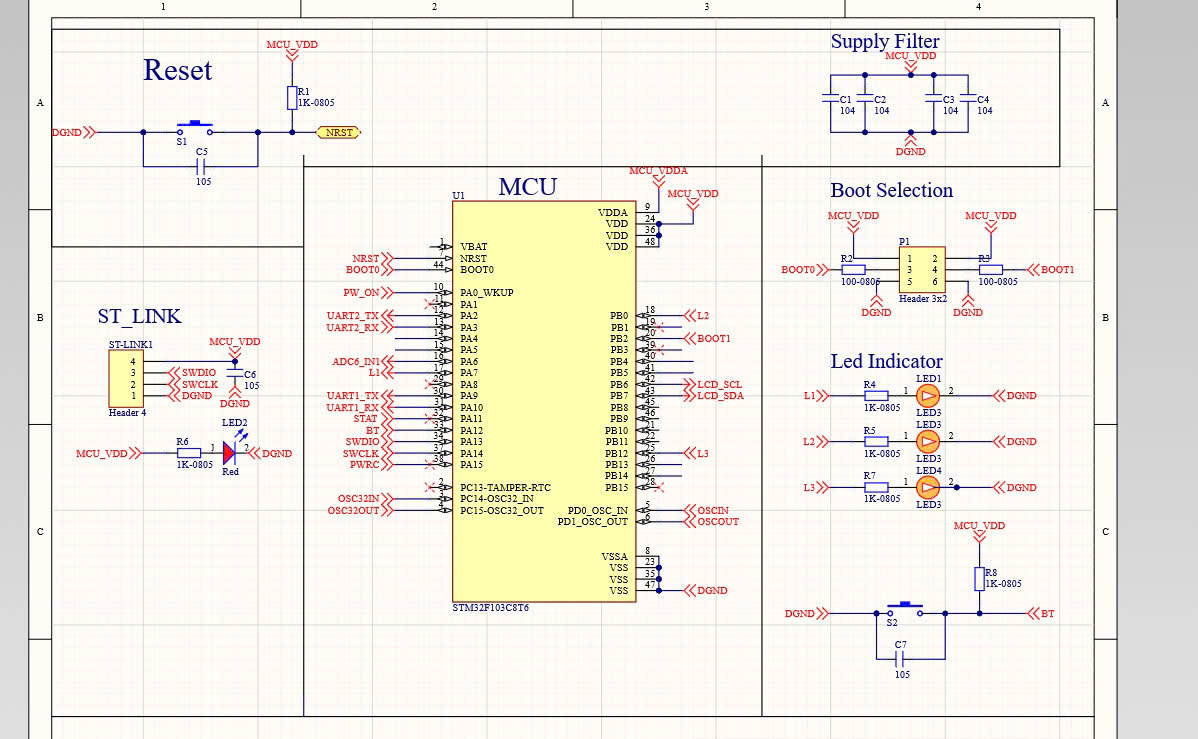 1 2 3 4
A
A
B
B
C
C
Reset
MCU_VDD
R1
1K-0805
DGND
S1
NRST
C5
105
Supply Filter
MCU_VDD
C1
104
C2
104
C3
104
C4
104
DGND
MCU
U1
MCU_VDDA
MCU_VDD
1 VBAT
NRST 7 NRST
BOOT0 44 BOOT0
PW_ON 10 PA0_WKUP
11 PA1
UART2_TX 12 PA2
UART2_RX 13 PA3
14 PA4
15 PA5
ADC6_IN1 16 PA6
L1 17 PA7
29 PA8
UART1_TX 30 PA9
UART1_RX 31 PA10
STAT 32 PA11
BT 33 PA12
SWDIO 34 PA13
SWCLK 37 PA14
PWRC 38 PA15
2 PC13-TAMPER-RTC
OSC32IN 3 PC14-OSC32_IN
OSC32OUT 4 PC15-OSC32_OUT
VDDA 9
VDD 24
VDD 36
VDD 48
PB0 18 L2
PB1 19
PB2 20 BOOT1
PB3 39
PB4 40
PB5 41
PB6 42 LCD_SCL
PB7 43 LCD_SDA
PB8 45
PB9 46
PB10 21
PB11 22
PB12 25 L3
PB13 26
PB14 27
PB15 28
PD0_OSC_IN 5 OSCIN
PD1_OSC_OUT 6 OSCOUT
VSSA 8
VSS 23
VSS 35
VSS 47 DGND
STM32F103C8T6
ST_LINK
ST-LINK1
MCU_VDD
4
3 SWDIO
2 SWCLK
1 DGND
Header 4
C6
105
DGND
LED2
MCU_VDD R6 1 2 DGND
1K-0805 Red
Boot Selection
MCU_VDD MCU_VDD
P1
BOOT0 R2 1 2 R3 BOOT1
3 4
100-0805 5 6 100-0805
Header 3x2
DGND DGND
Led Indicator
LED1
L1 R4 1 2 DGND
1K-0805 LED3
LED3
L2 R5 1 2 DGND
1K-0805 LED3
LED4
L3 R7 1 2 DGND
1K-0805 LED3
MCU_VDD
R8
1K-0805
DGND S2 BT
C7
105